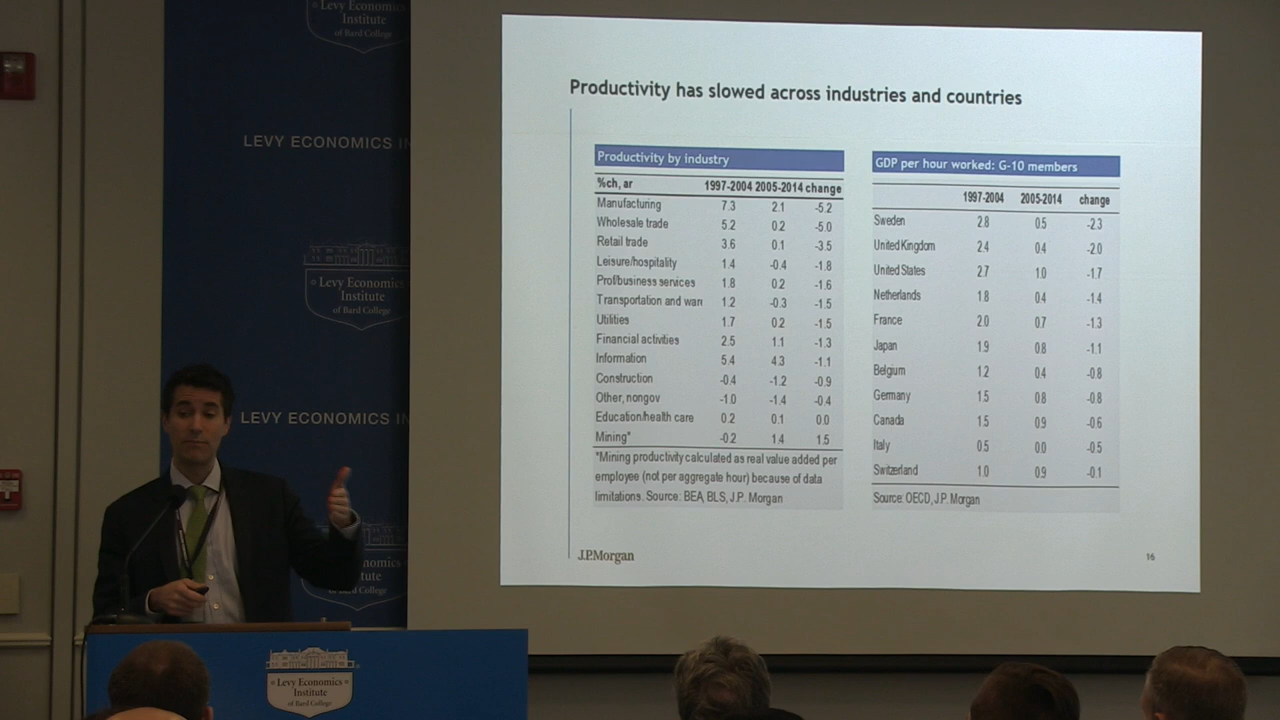 Levy Economics
Institute
of Bard College
LEVY ECONOMICS IN
Levy Economics
Institute
of Bard College
LEVY ECONOMICS IN
nomics
tute
of Bard College
Levy Economics
Institute
of Bard College
Productivity has slowed across industries and countries
Productivity by industry
%ch, ar 1997-2004 2005-2014 change
Manufacturing 7.3 2.1 -5.2
Wholesale trade 5.2 0.2 -5.0
Retail trade 3.6 0.1 -3.5
Leisure/hospitality 1.4 -0.4 -1.8
Prof/business services 1.8 0.2 -1.6
Transportation and ware 1.2 -0.3 -1.5
Utilities 1.7 0.2 -1.5
Financial activities 2.5 1.1 -1.3
Information 5.4 4.3 -1.1
Construction -0.4 -1.2 -0.9
Other, nongov -1.0 -1.4 -0.4
Education/health care 0.2 0.1 0.0
Mining* -0.2 1.4 1.5
*Mining productivity calculated as real value added per
employee (not per aggregate hour) because of data
limitations. Source: BEA, BLS, J.P. Morgan
GDP per hour worked: G-10 members
1997-2004 2005-2014 change
Sweden 2.8 0.5 -2.3
United Kingdom 2.4 0.4 -2.0
United States 2.7 1.0 -1.7
Netherlands 1.8 0.4 -1.4
France 2.0 0.7 -1.3
Japan 1.9 0.8 -1.1
Belgium 1.2 0.4 -0.8
Germany 1.5 0.8 -0.8
Canada 1.5 0.9 -0.6
Italy 0.5 0.0 -0.5
Switzerland 1.0 0.9 -0.1
Source: OECD, J.P. Morgan
J.P.Morgan
16